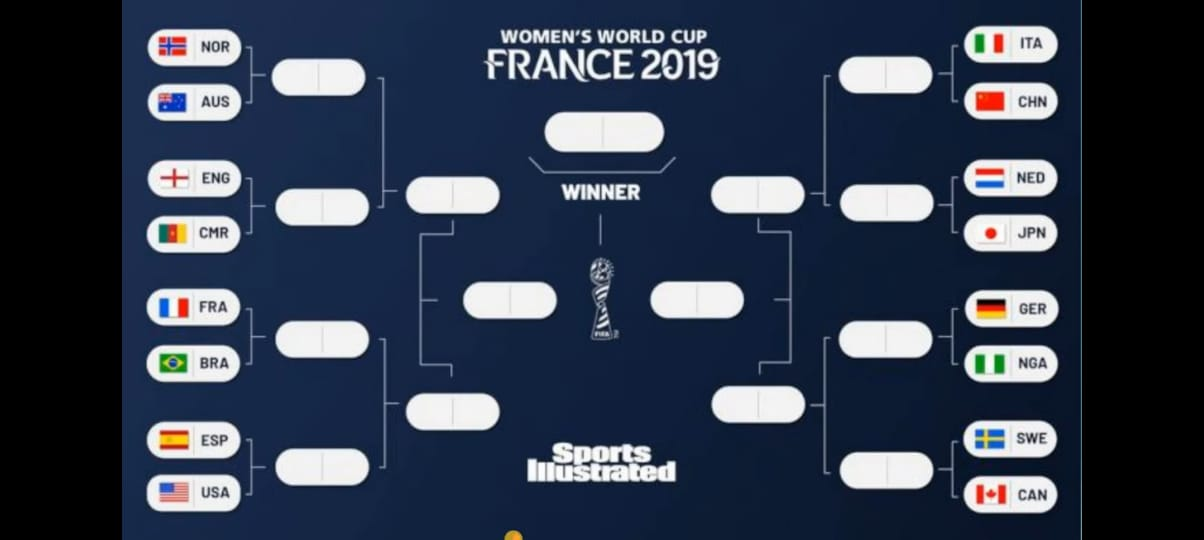 WOMEN'S WORLD CUP
FRANCE 2019
WINNER
NOR
AUS
ENG
CMR
FRA
BRA
ESP
USA
ITA
CHN
NED
JPN
GER
NGA
SWE
CAN
FIFA
Sports
Illustrated